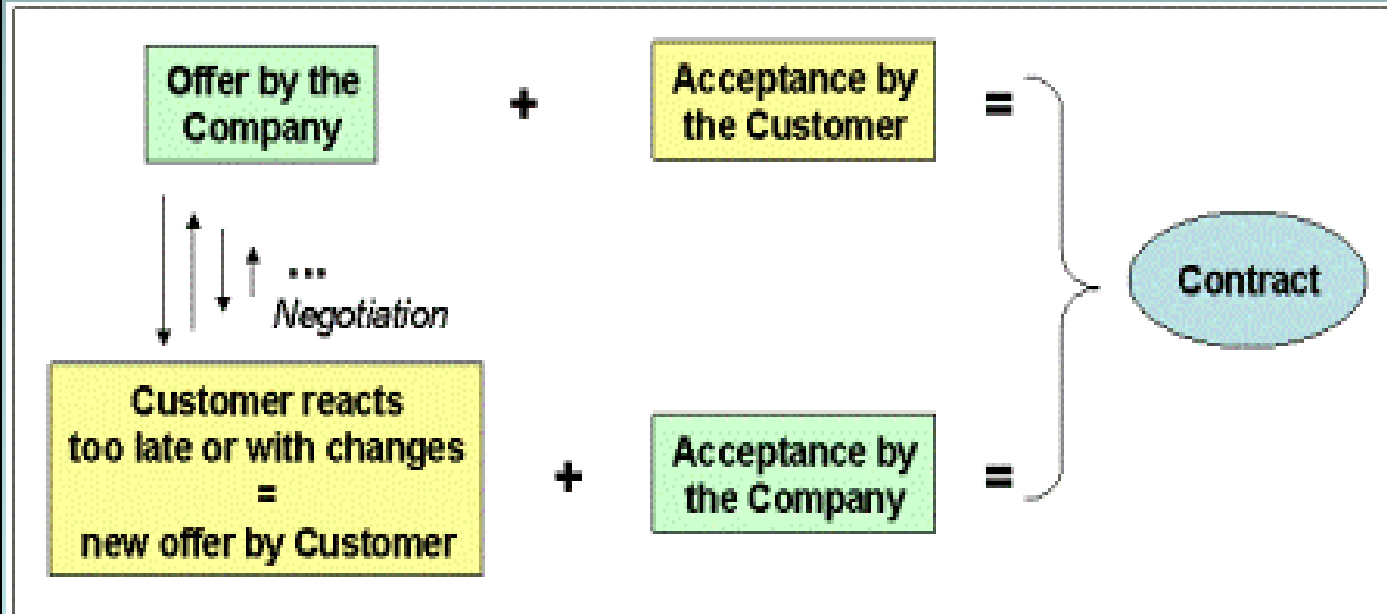 Offer by the
Company
+
Acceptance by
the Customer
=
...
Negotiation
Contract
Customer reacts
too late or with changes
=
new offer by Customer
+
Acceptance by
the Company
=